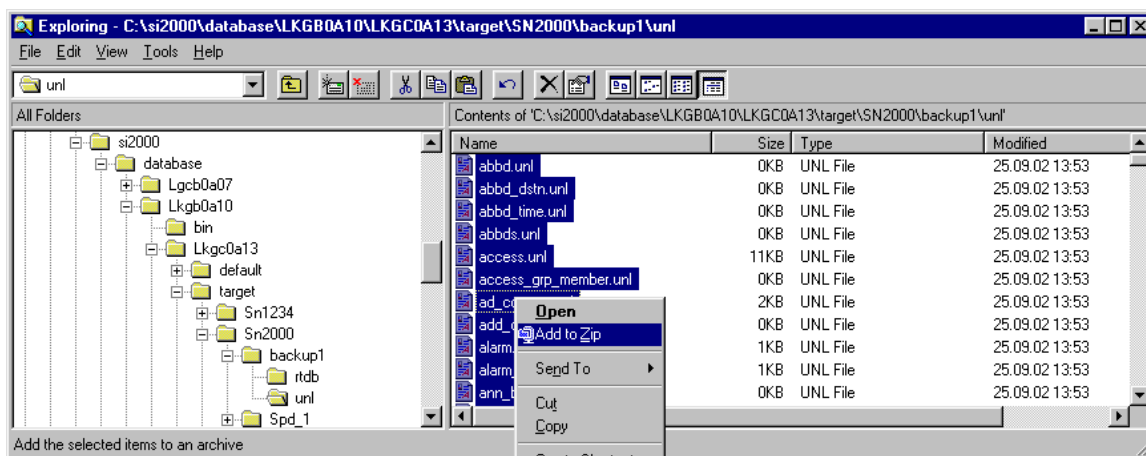 Exploring - C:\si2000\database\LKGB0A10\LKGC0A13\target\SN2000\backup1\unl
File Edit View Tools Help
unl
All Folders
Contents of 'C:\si2000\database\LKGB0A10\LKGC0A13\target\SN2000\backup1\unl'
si2000
database
Lgcb0a07
Lkgb0a10
bin
Lkgc0a13
default
target
Sn1234
Sn2000
backup1
rtdb
unl
Spd_1
Name Size Type Modified
abbd.unl 0KB UNL File 25.09.02 13:53
abbd_dstn.unl 0KB UNL File 25.09.02 13:53
abbd_time.unl 0KB UNL File 25.09.02 13:53
abbds.unl 0KB UNL File 25.09.02 13:53
access.unl 11KB UNL File 25.09.02 13:53
access_grp_member.unl 0KB UNL File 25.09.02 13:53
2KB UNL File 25.09.02 13:53
0KB UNL File 25.09.02 13:53
1KB UNL File 25.09.02 13:53
1KB UNL File 25.09.02 13:53
0KB UNL File 25.09.02 13:53
Open
Add to Zip
Send To
Cut
Copy
Add the selected items to an archive